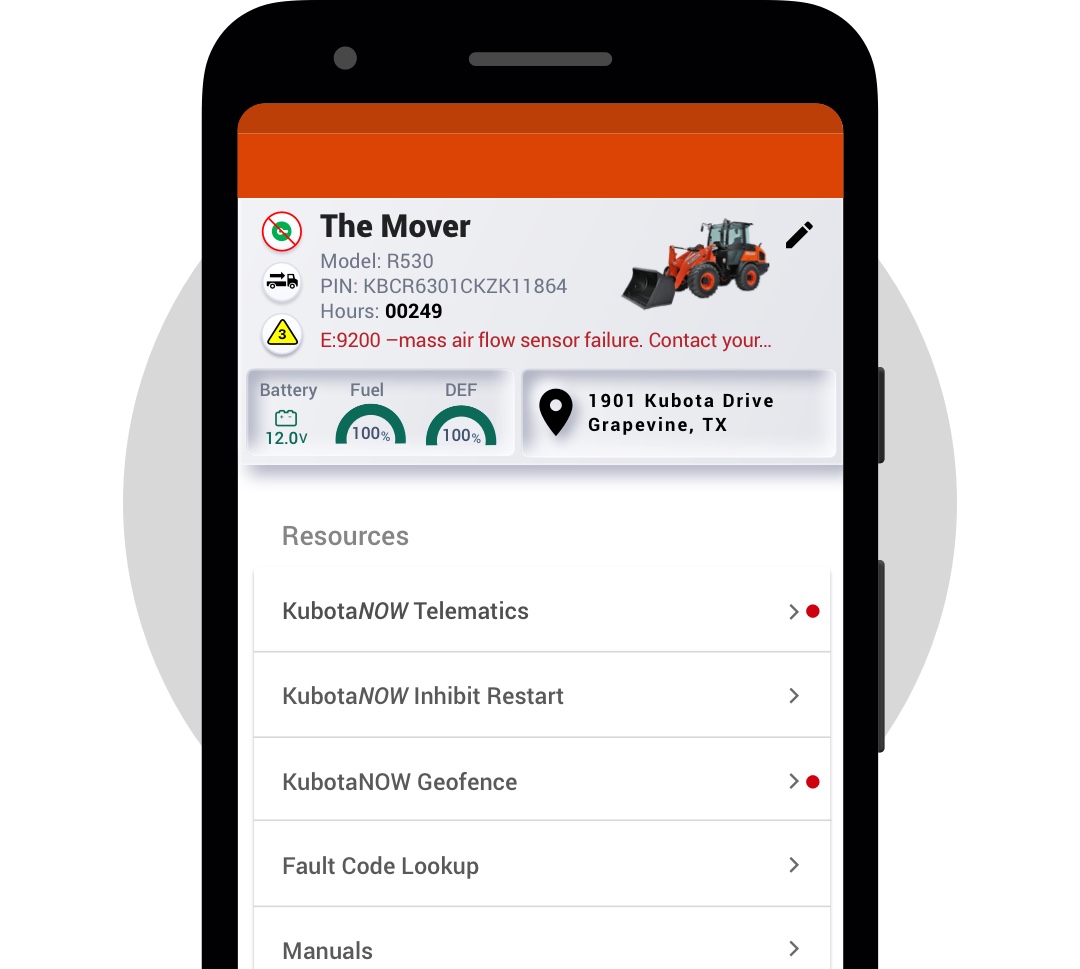 The Mover
Model: R530
PIN: KBCR6301CKZK11864
Hours: 00249
3
E:9200 –mass air flow sensor failure. Contact your...
Battery
12.0V
Fuel
100%
DEF
100%
1901 Kubota Drive
Grapevine, TX
Resources
KubotaNOW Telematics
KubotaNOW Inhibit Restart
KubotaNOW Geofence
Fault Code Lookup
Manuals